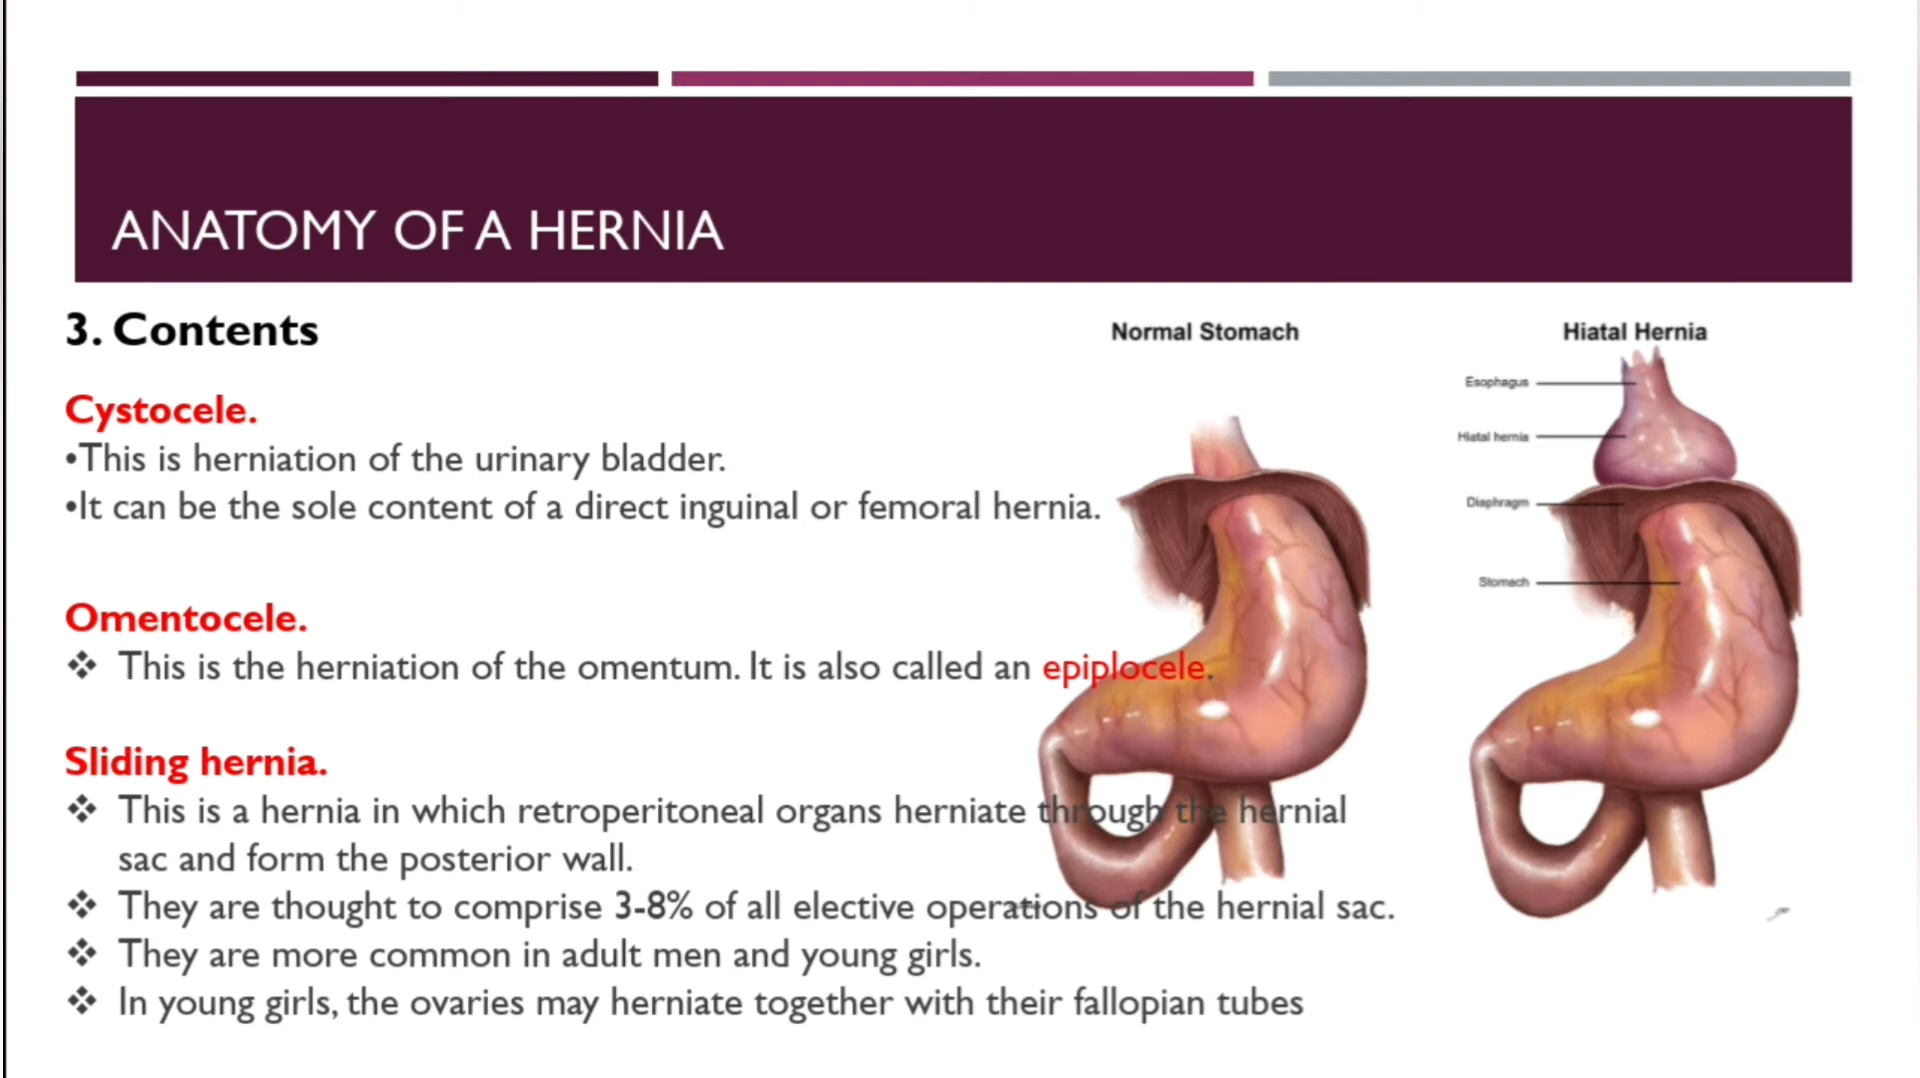 ANATOMY OF A HERNIA
3. Contents
Cystocele.
•This is herniation of the urinary bladder.
•It can be the sole content of a direct inguinal or femoral hernia.
Omentocele.
❖ This is the herniation of the omentum. It is also called an epiplocele.
Sliding hernia.
❖ This is a hernia in which retroperitoneal organs herniate through the hernial
sac and form the posterior wall.
❖ They are thought to comprise 3-8% of all elective operations of the hernial sac.
❖ They are more common in adult men and young girls.
❖ In young girls, the ovaries may herniate together with their fallopian tubes
Normal Stomach
Hiatal Hernia
Esophagus
Hiatal hernia
Diaphragm
Stomach